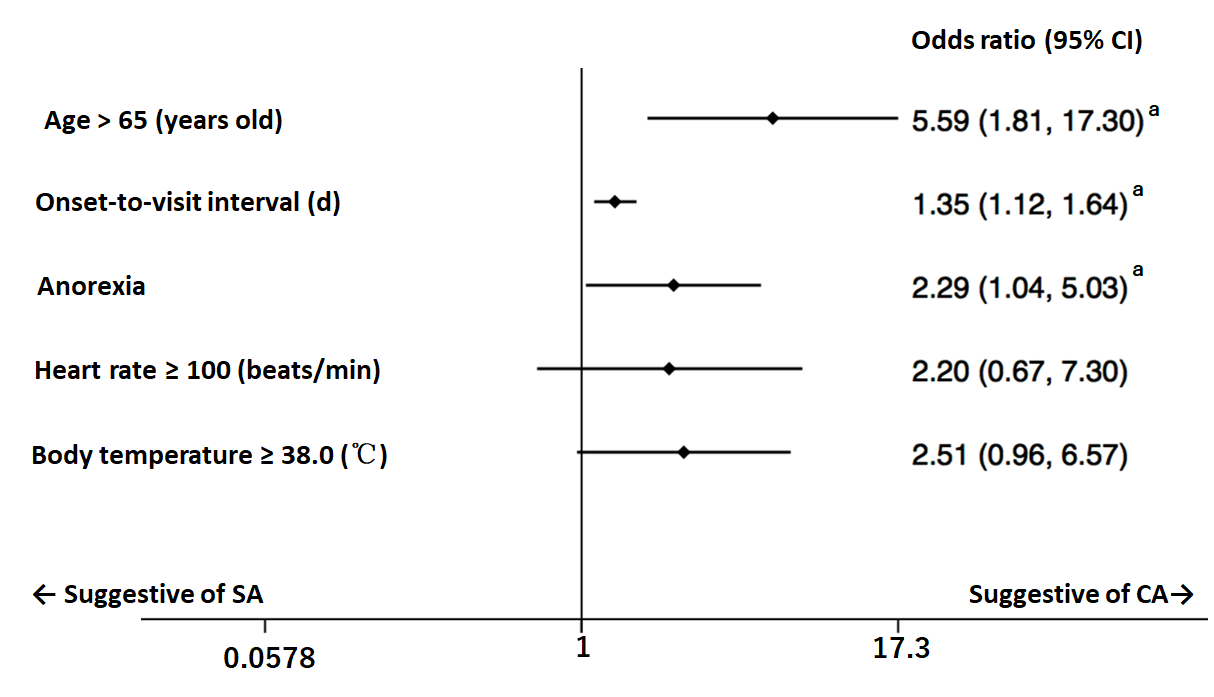 Odds ratio (95% CI)
Age > 65 (years old) 5.59 (1.81, 17.30) a
Onset-to-visit interval (d) 1.35 (1.12, 1.64) a
Anorexia 2.29 (1.04, 5.03) a
Heart rate ≥ 100 (beats/min) 2.20 (0.67, 7.30)
Body temperature ≥ 38.0 (℃) 2.51 (0.96, 6.57)
← Suggestive of SA Suggestive of CA→
0.0578 1 17.3